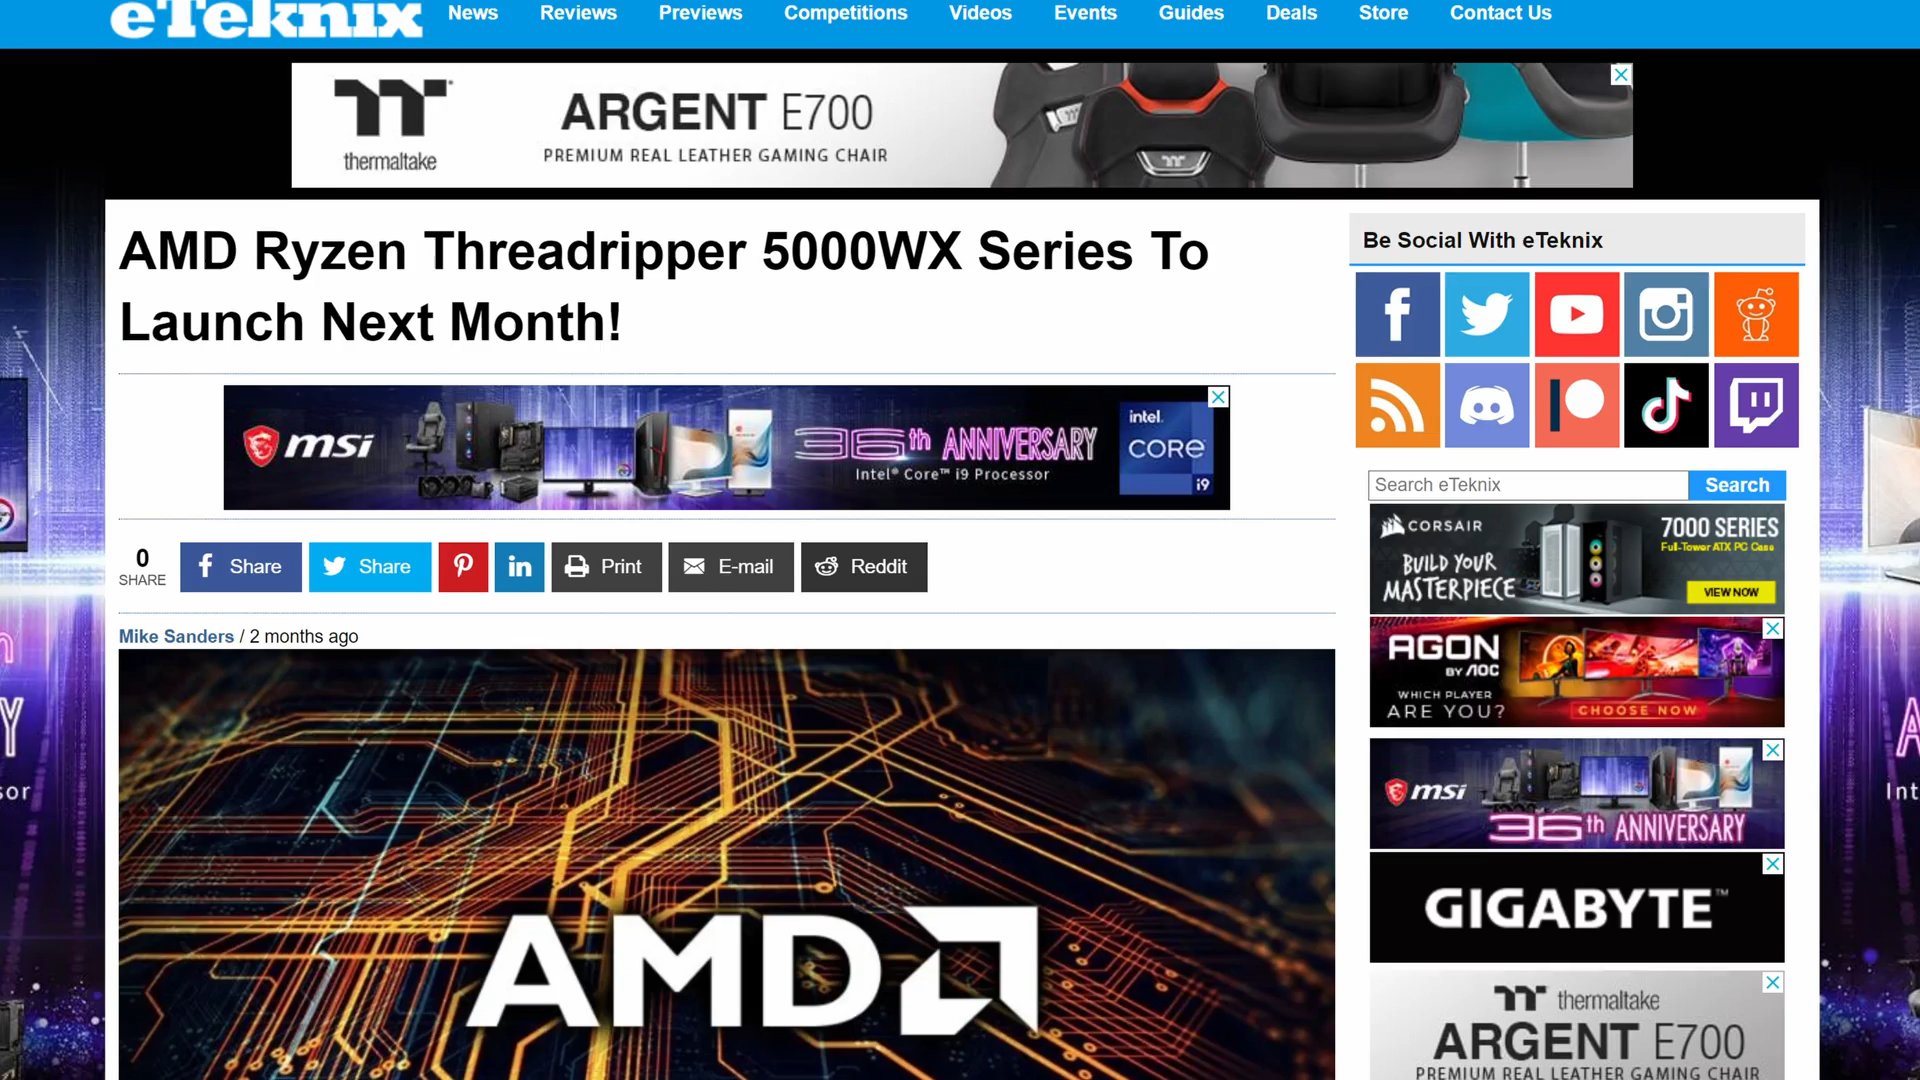 eTeknix
News Reviews Previews Competitions Videos Events Guides Deals Store Contact Us
thermaltake
ARGENT E700
PREMIUM REAL LEATHER GAMING CHAIR
AMD Ryzen Threadripper 5000WX Series To
Launch Next Month!
msi
36th ANNIVERSARY
Intel® Core™ i9 Processor
intel.
CORE
i9
0
SHARE
Share
Share
Print
E-mail
Reddit
Mike Sanders / 2 months ago
AMD
Be Social With eTeknix
Search eTeknix
Search
CORSAIR
BUILD YOUR
MASTERPIECE
7000 SERIES
Full-Tower ATX PC Case
VIEW NOW
AGON
BY AOC
WHICH PLAYER
ARE YOU?
CHOOSE NOW
msi
36th ANNIVERSARY
GIGABYTE™
thermaltake
ARGENT E700
PREMIUM REAL LEATHER GAMING CHAIR